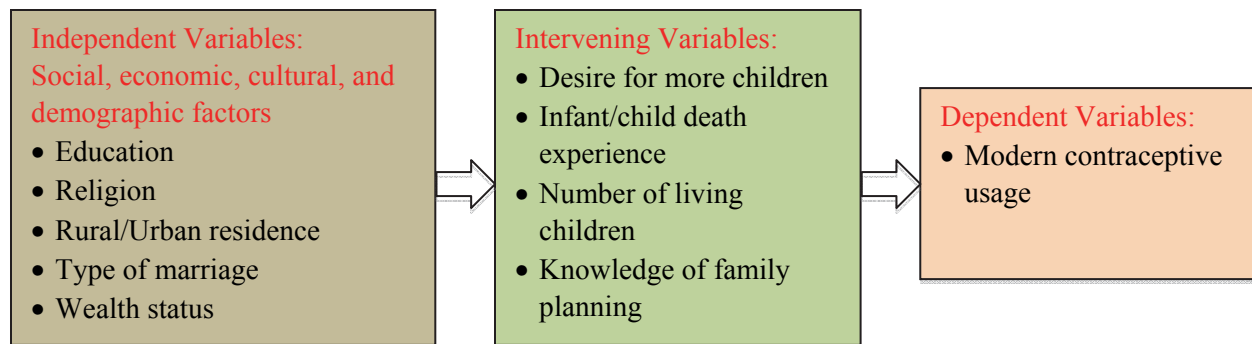 Independent Variables:
Social, economic, cultural, and
demographic factors
• Education
• Religion
• Rural/Urban residence
• Type of marriage
• Wealth status
Intervening Variables:
• Desire for more children
• Infant/child death
experience
• Number of living
children
• Knowledge of family
planning
Dependent Variables:
• Modern contraceptive
usage